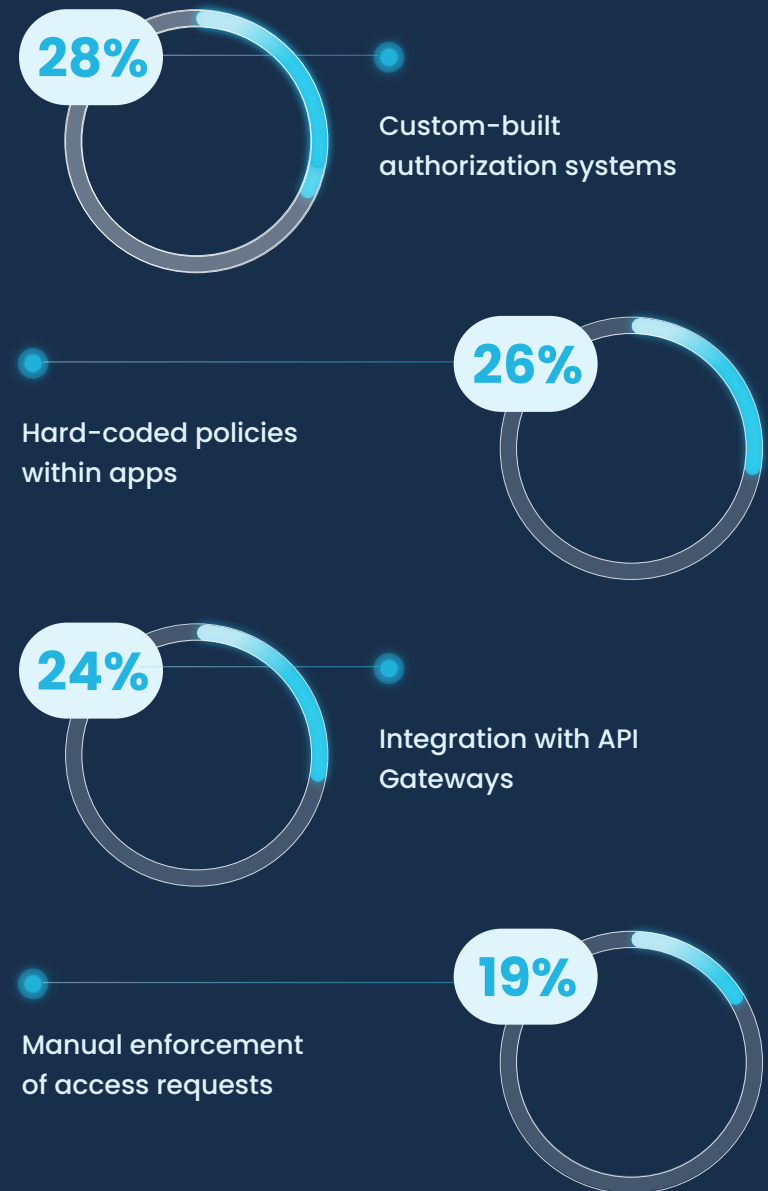 28%
Custom-built
authorization systems
26%
Hard-coded policies
within apps
24%
Integration with API
Gateways
19%
Manual enforcement
of access requests